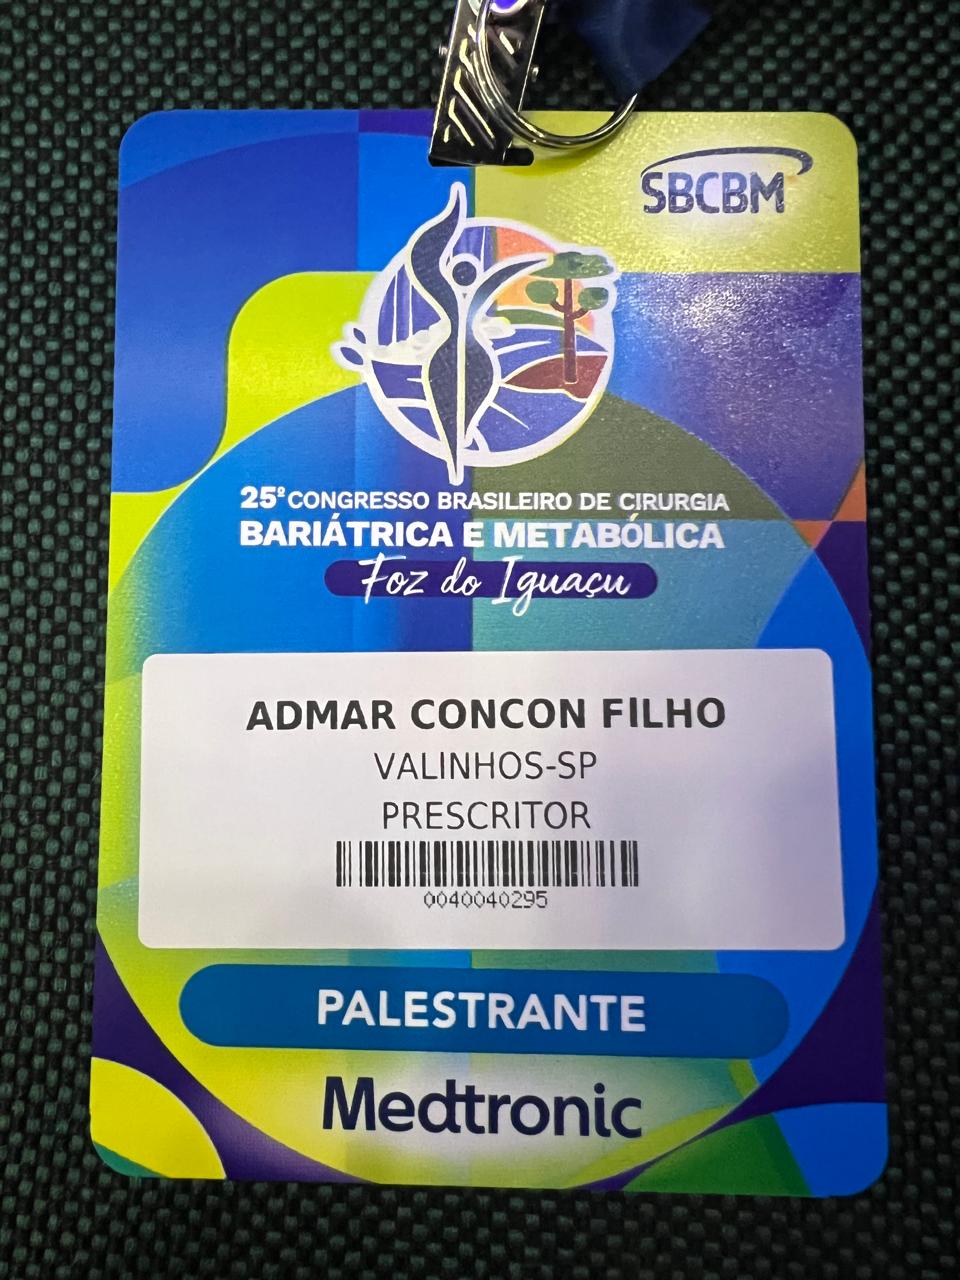 SBCBM
25º CONGRESSO BRASILEIRO DE CIRURGIA
BARIÁTRICA E METABÓLICA
Foz do Iguaçu
ADMAR CONCON FILHO
VALINHOS-SP
PRESCRITOR
0040040295
PALESTRANTE
Medtronic